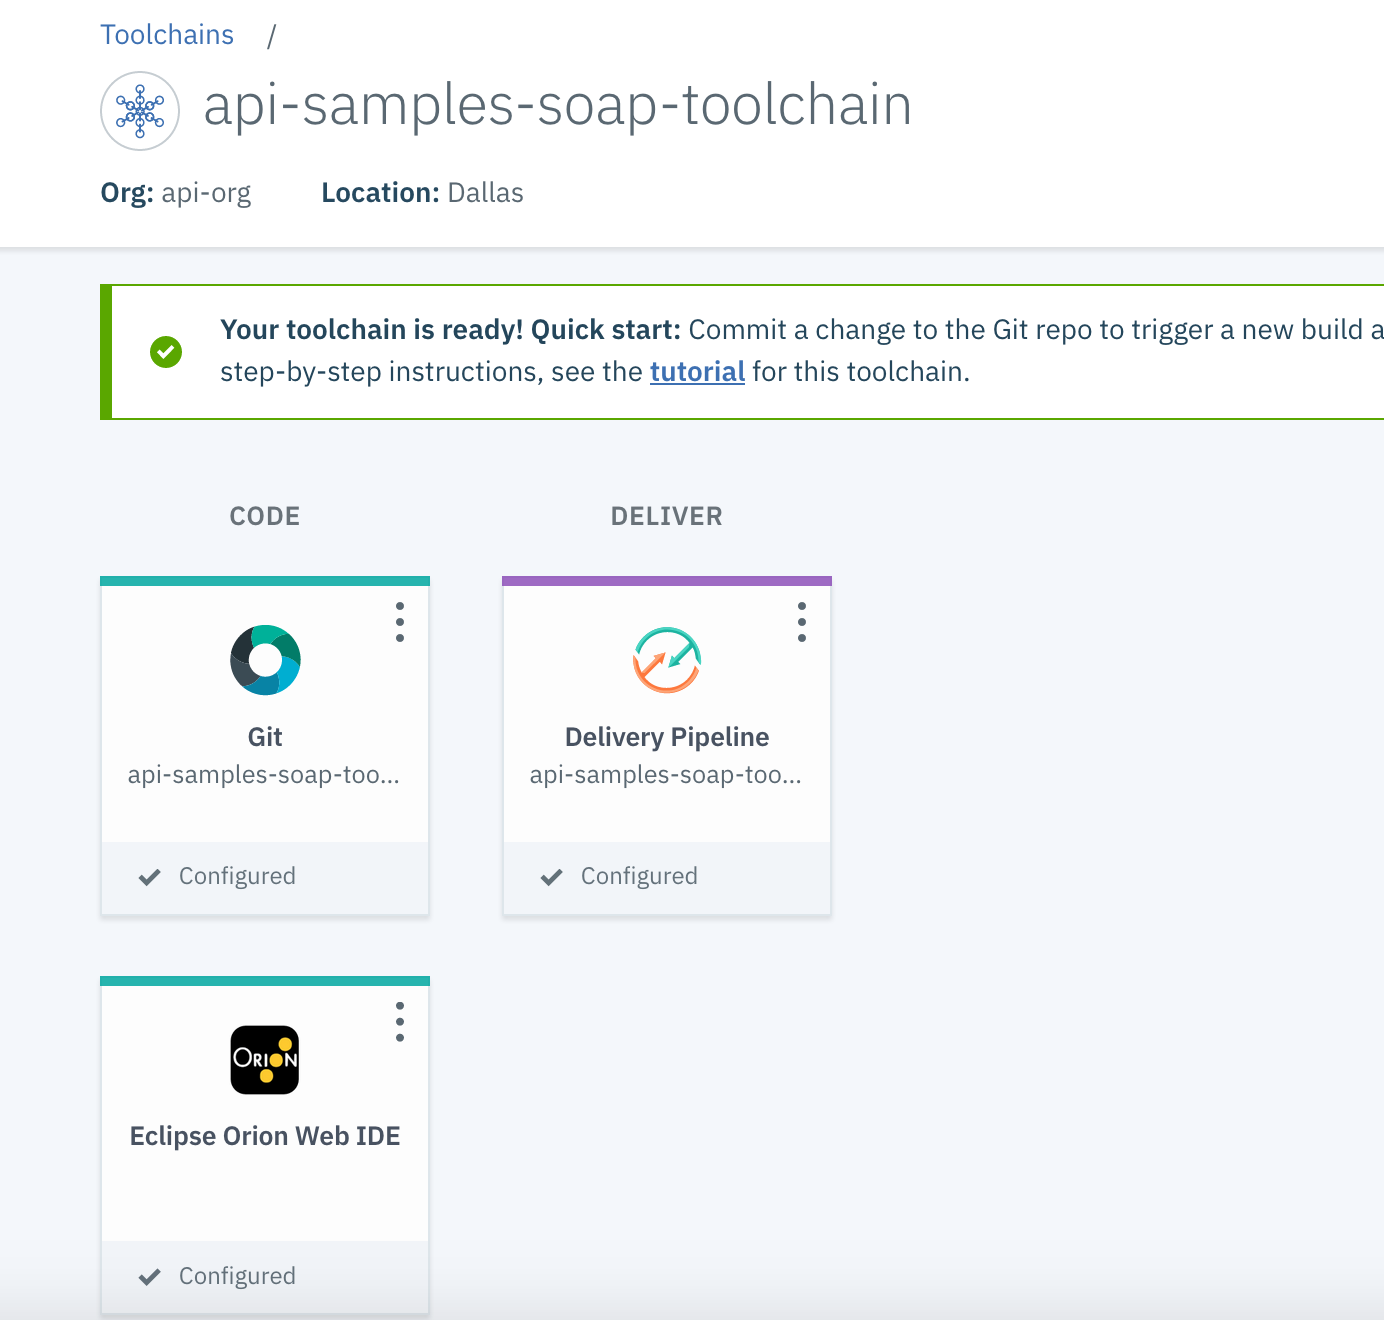 Toolchains /
api-samples-soap-toolchain
Org: api-org Location: Dallas
Your toolchain is ready! Quick start: Commit a change to the Git repo to trigger a new build a
step-by-step instructions, see the tutorial for this toolchain.
CODE
DELIVER
Git
api-samples-soap-too...
Configured
Delivery Pipeline
api-samples-soap-too...
Configured
ORION
Eclipse Orion Web IDE
Configured